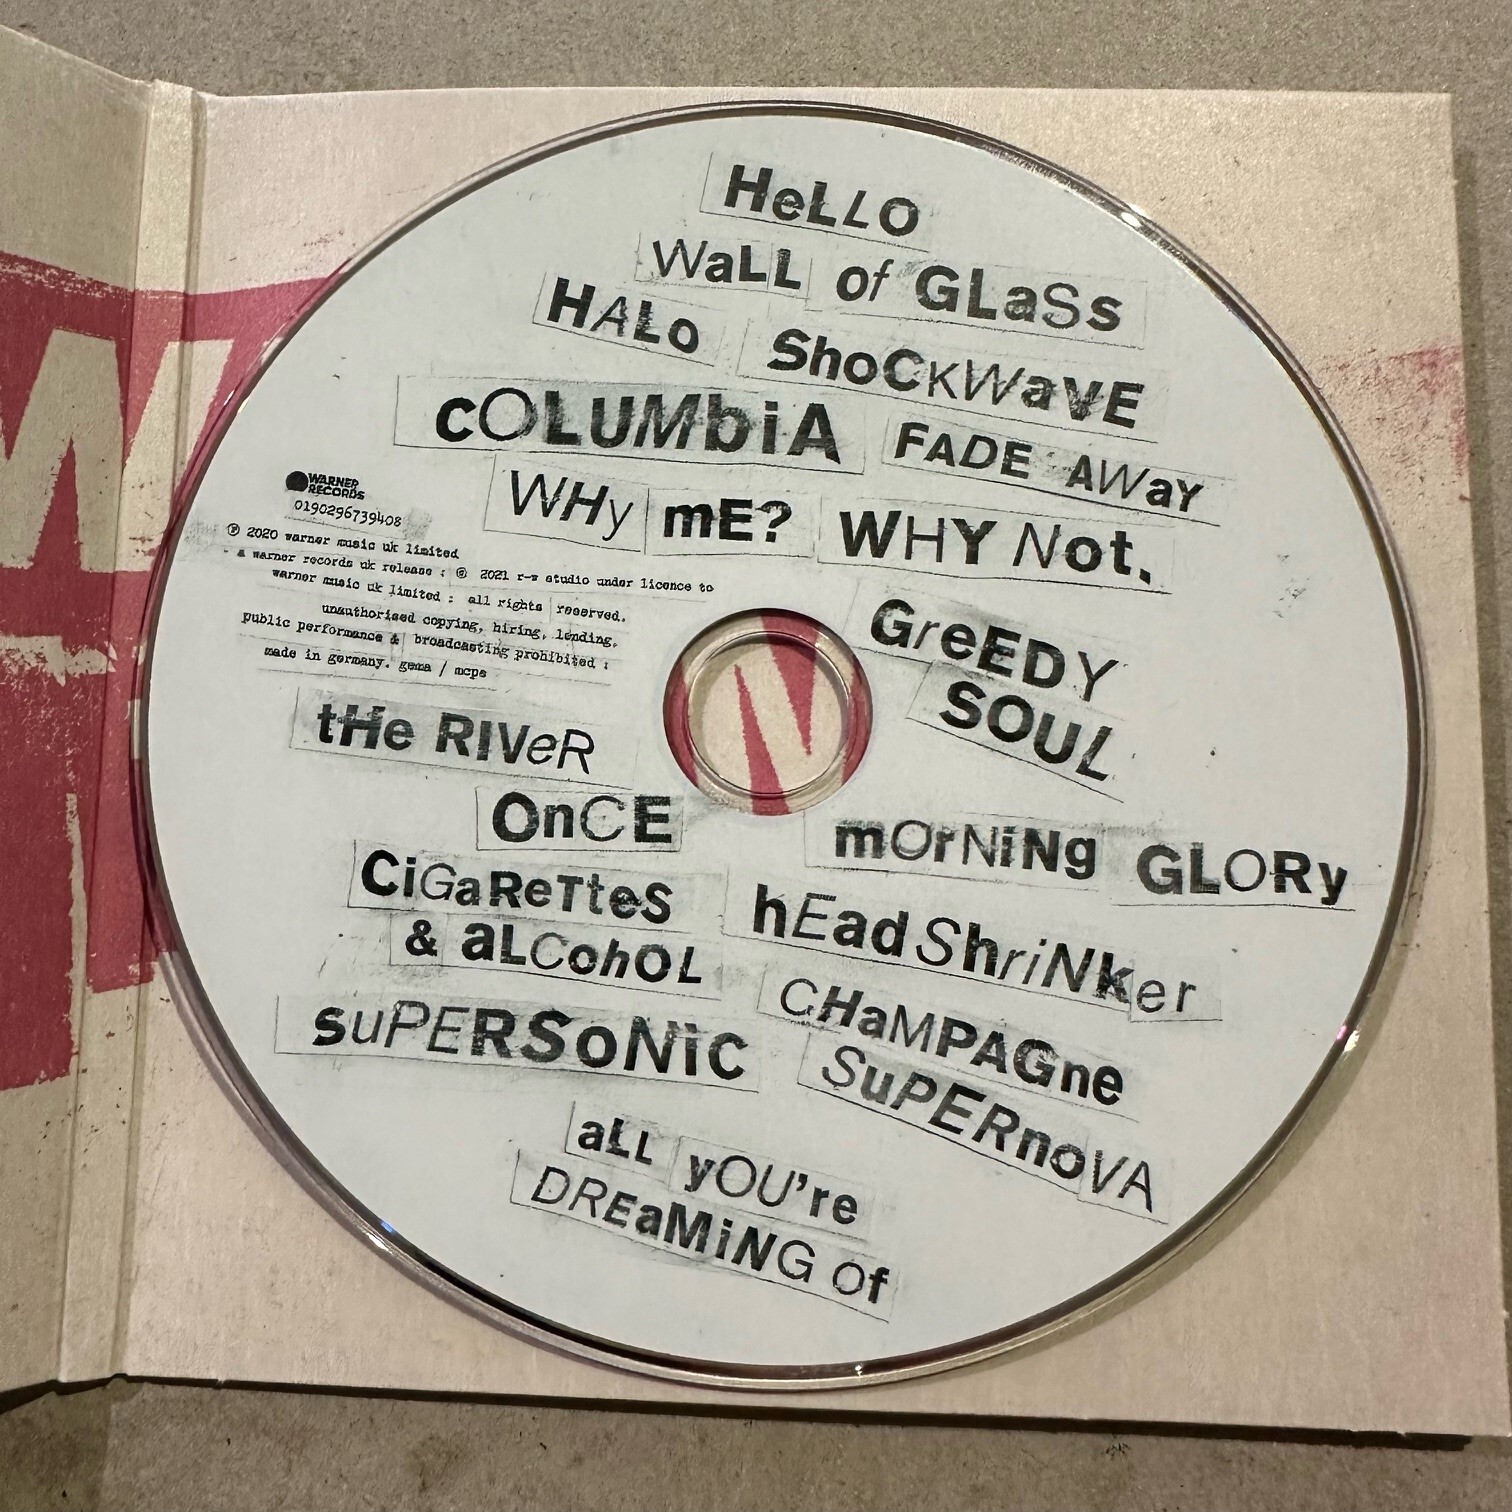 HeLLO
WaLL of GLaSs
HALo ShoCKWaVE
cOLUMbiA FADE AWaY
WHy mE? WHY Not.
WARNER
RECORDS
0190296739408
℗ 2020 warner music uk limited
a warner records uk release ; © 2021 r-w studio under licence to
warner music uk limited : all rights reserved.
unauthorised copying, hiring, lending,
public performance & broadcasting prohibited :
made in germany. gema / mcps
GreEDY
SOUL
tHe RIVeR
OnCE
mOrNiNg GLORy
CiGaReTteS
& aLCohOL
hEadShriNKer
suPERSoNiC
CHaMPAGne
SuPERnoVA
aLL yOU're
DREaMiNG Of